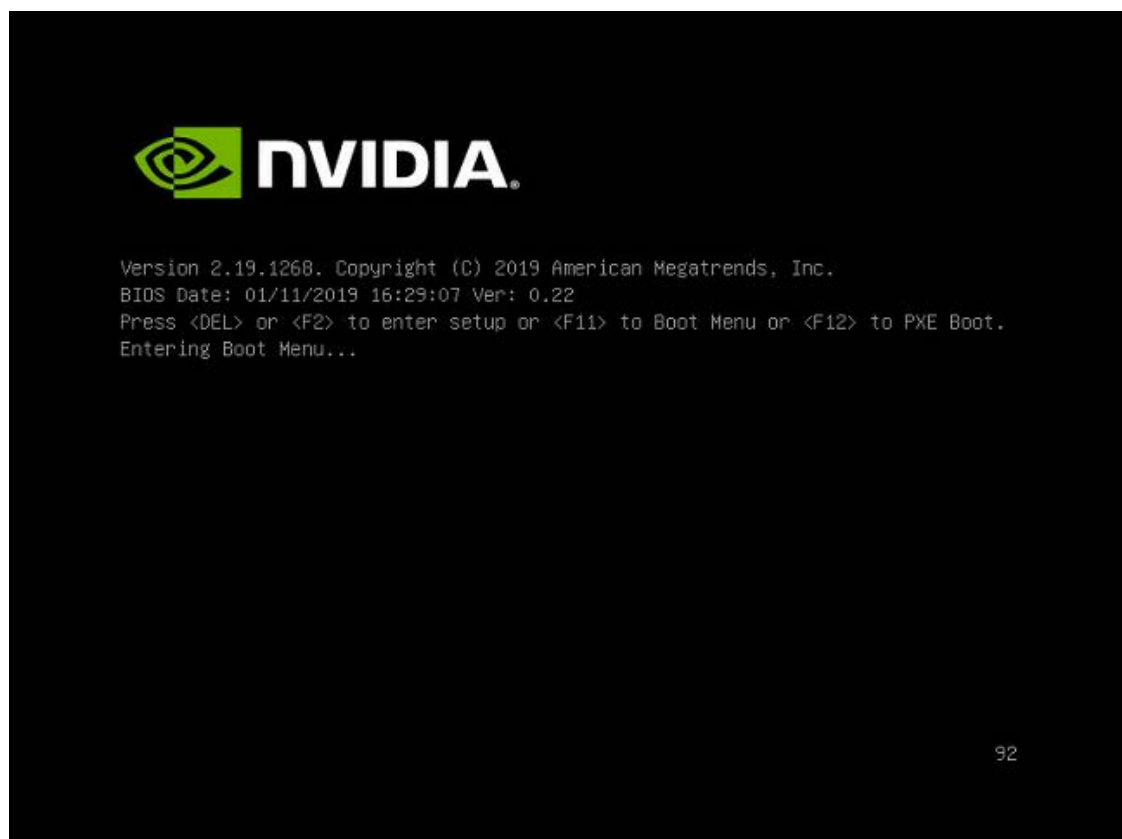 NVIDIA®
Version 2.19.1268. Copyright (C) 2019 American Megatrends, Inc.
BIOS Date: 01/11/2019 16:29:07 Ver: 0.22
Press <DEL> or <F2> to enter setup or <F11> to Boot Menu or <F12> to PXE Boot.
Entering Boot Menu...
92